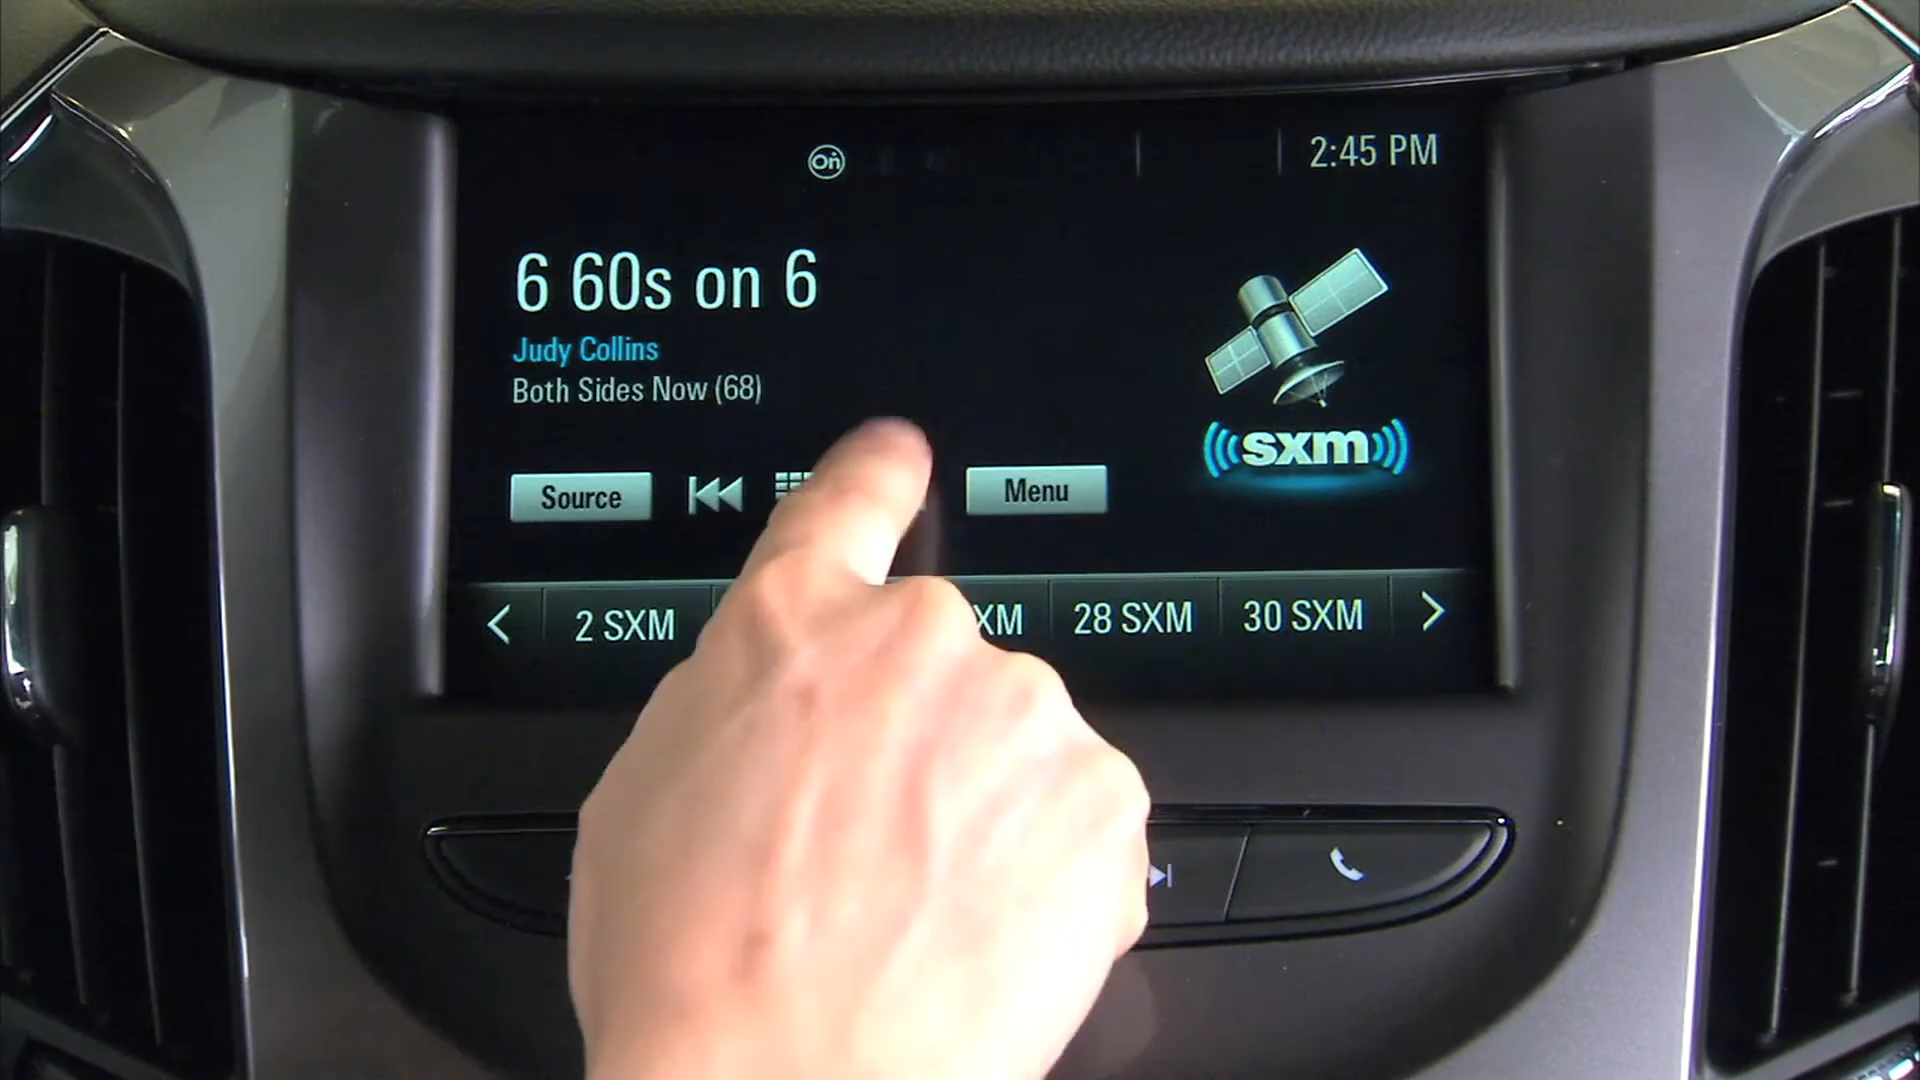 On
2:45 PM
6 60s on 6
Judy Collins
Both Sides Now (68)
sxm
Source
Menu
2 SXM
XM
28 SXM
30 SXM